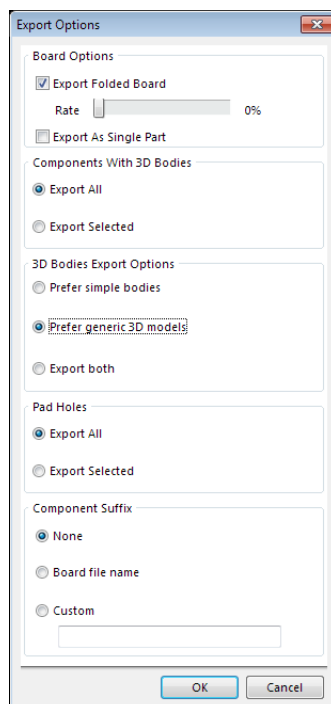 Export Options
Board Options
Export Folded Board
Rate 0%
Export As Single Part
Components With 3D Bodies
Export All
Export Selected
3D Bodies Export Options
Prefer simple bodies
Prefer generic 3D models
Export both
Pad Holes
Export All
Export Selected
Component Suffix
None
Board file name
Custom
OK Cancel